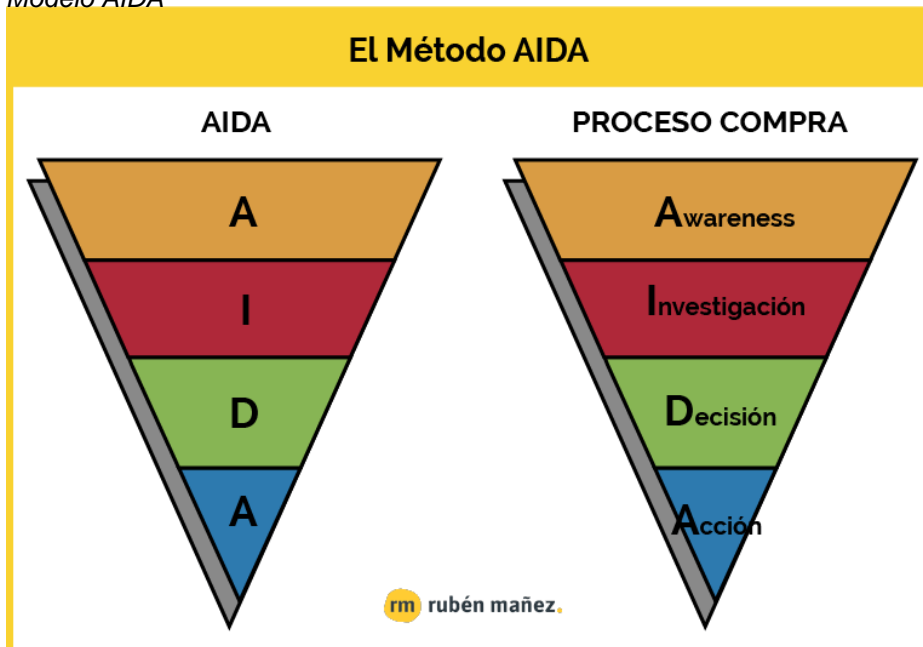 Modelo AIDA
El Método AIDA
AIDA
A
I
D
A
PROCESO COMPRA
Awareness
Investigación
Decisión
Acción
rm rubén mañez.